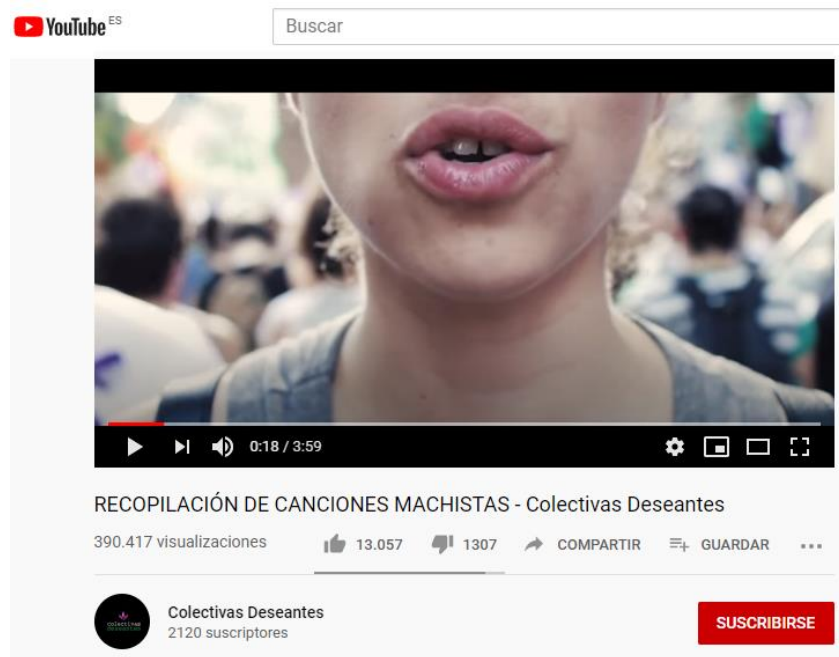 YouTube ES
Buscar
0:18 / 3:59
RECOPILACIÓN DE CANCIONES MACHISTAS - Colectivas Deseantes
390.417 visualizaciones 13.057 1307 COMPARTIR GUARDAR
Colectivas Deseantes
2120 suscriptores
SUSCRIBIRSE
colectivas